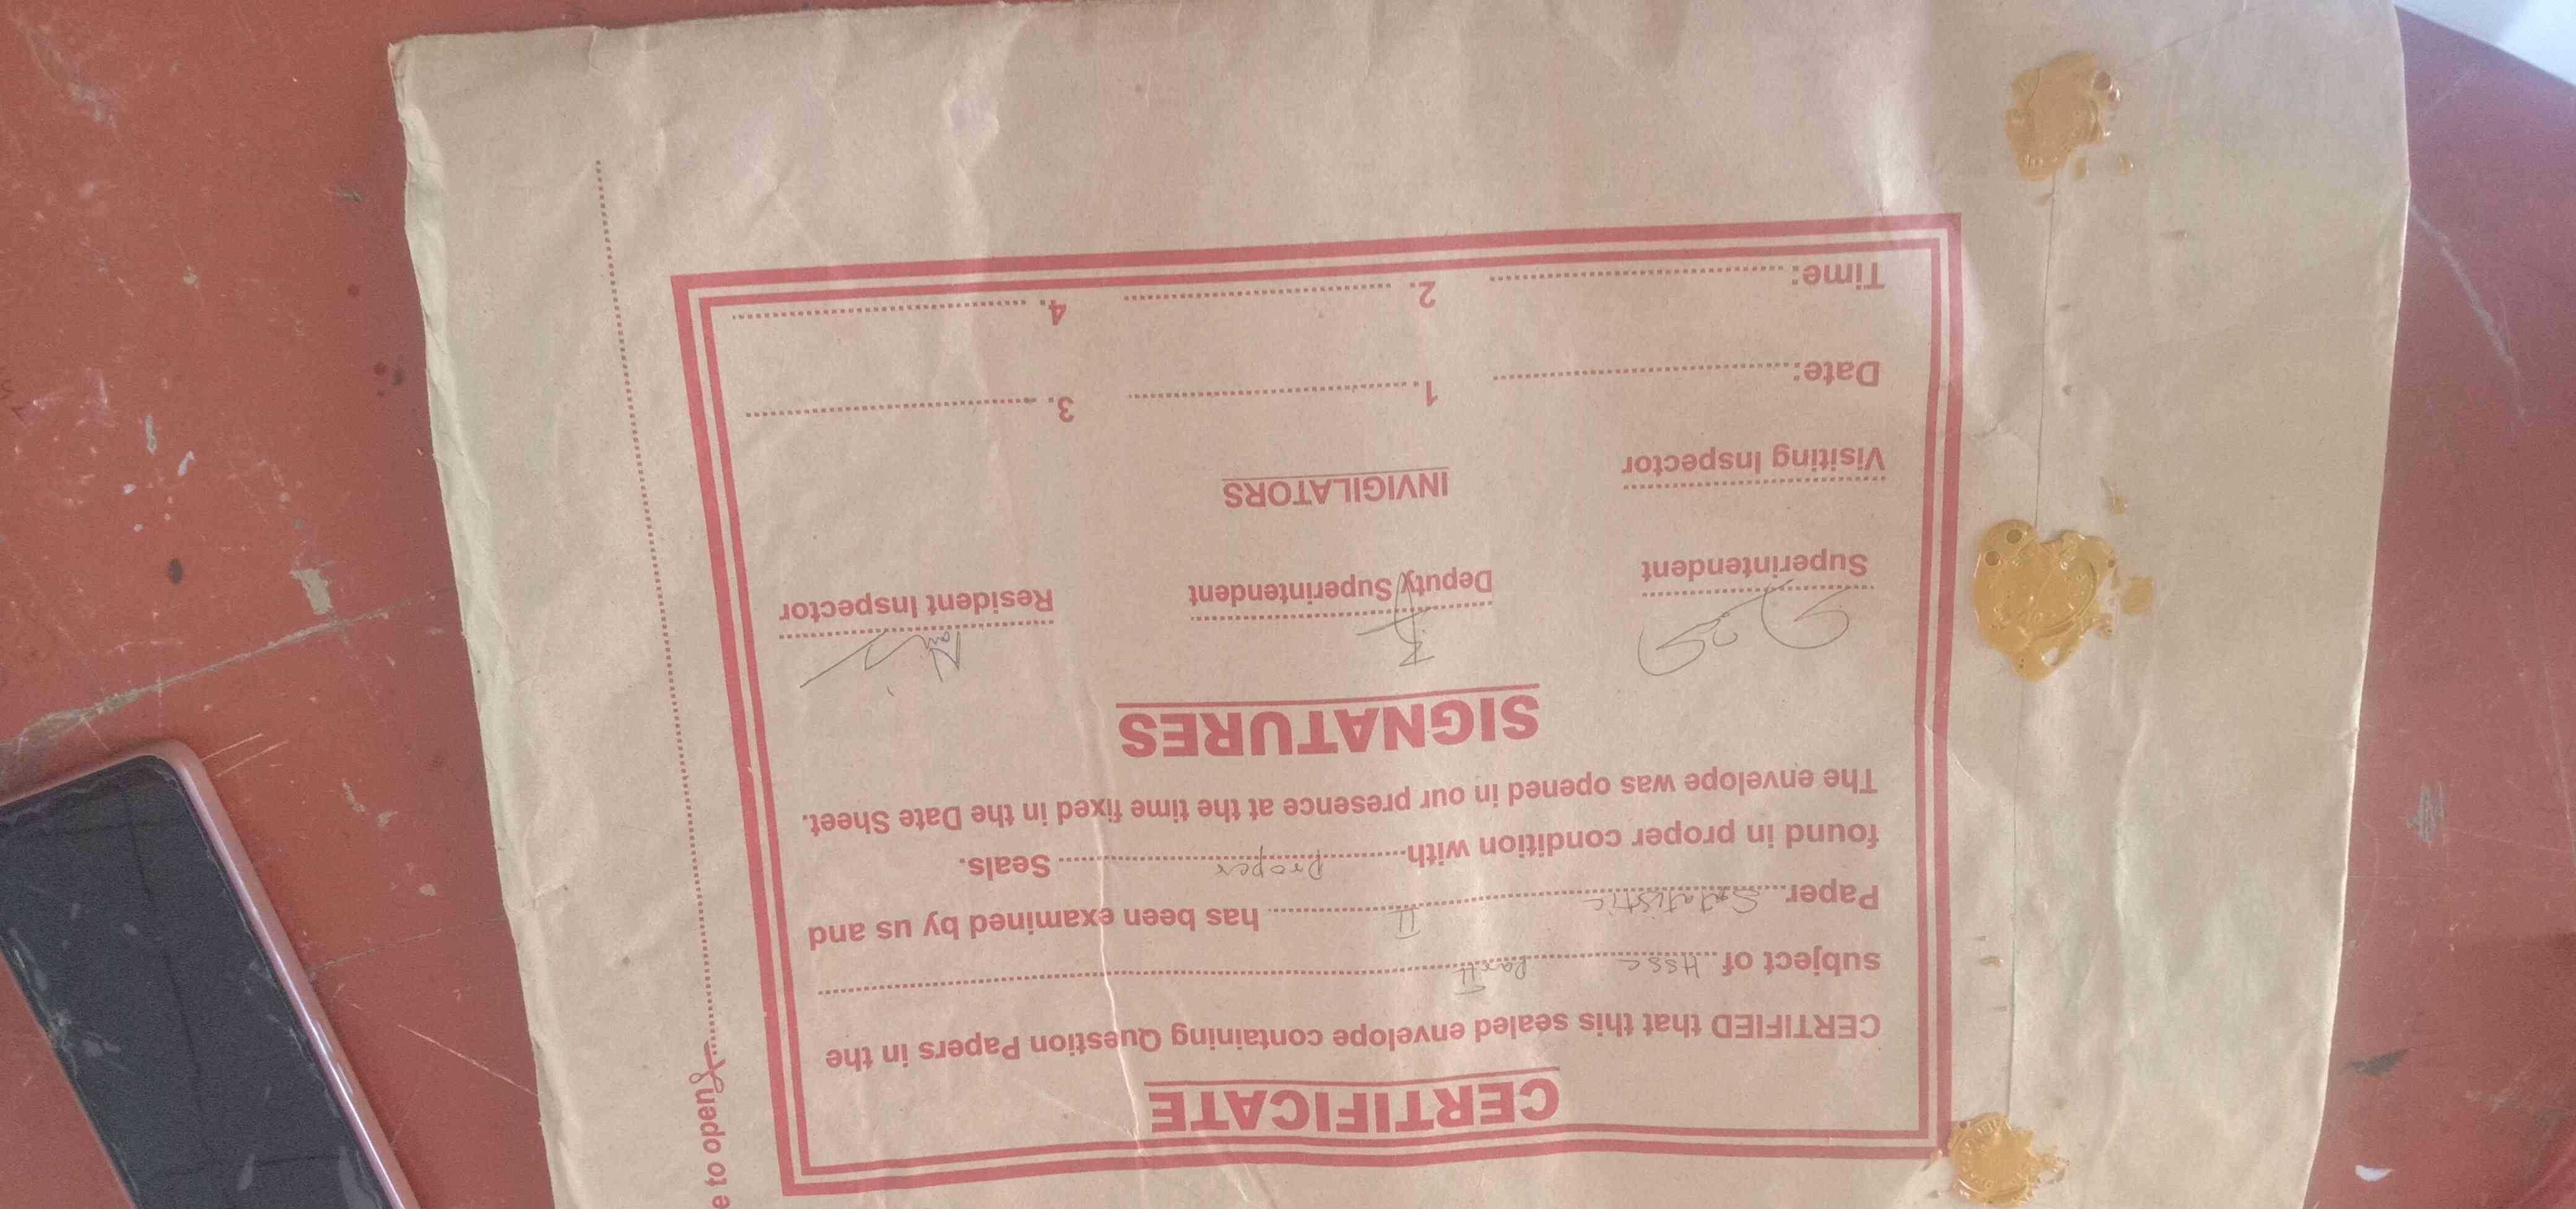 CERTIFICATE
CERTIFIED that this sealed envelope containing Question Papers in the
subject of HSSC Part II
Paper Satatistic II has been examined by us and
found in proper condition with Proper Seals.
The envelope was opened in our presence at the time fixed in the Date Sheet.
SIGNATURES
Superintendent Deputy Superintendent Resident Inspector
Visiting Inspector INVIGILATORS
Date: 1. 3.
Time: 2. 4.
e to open